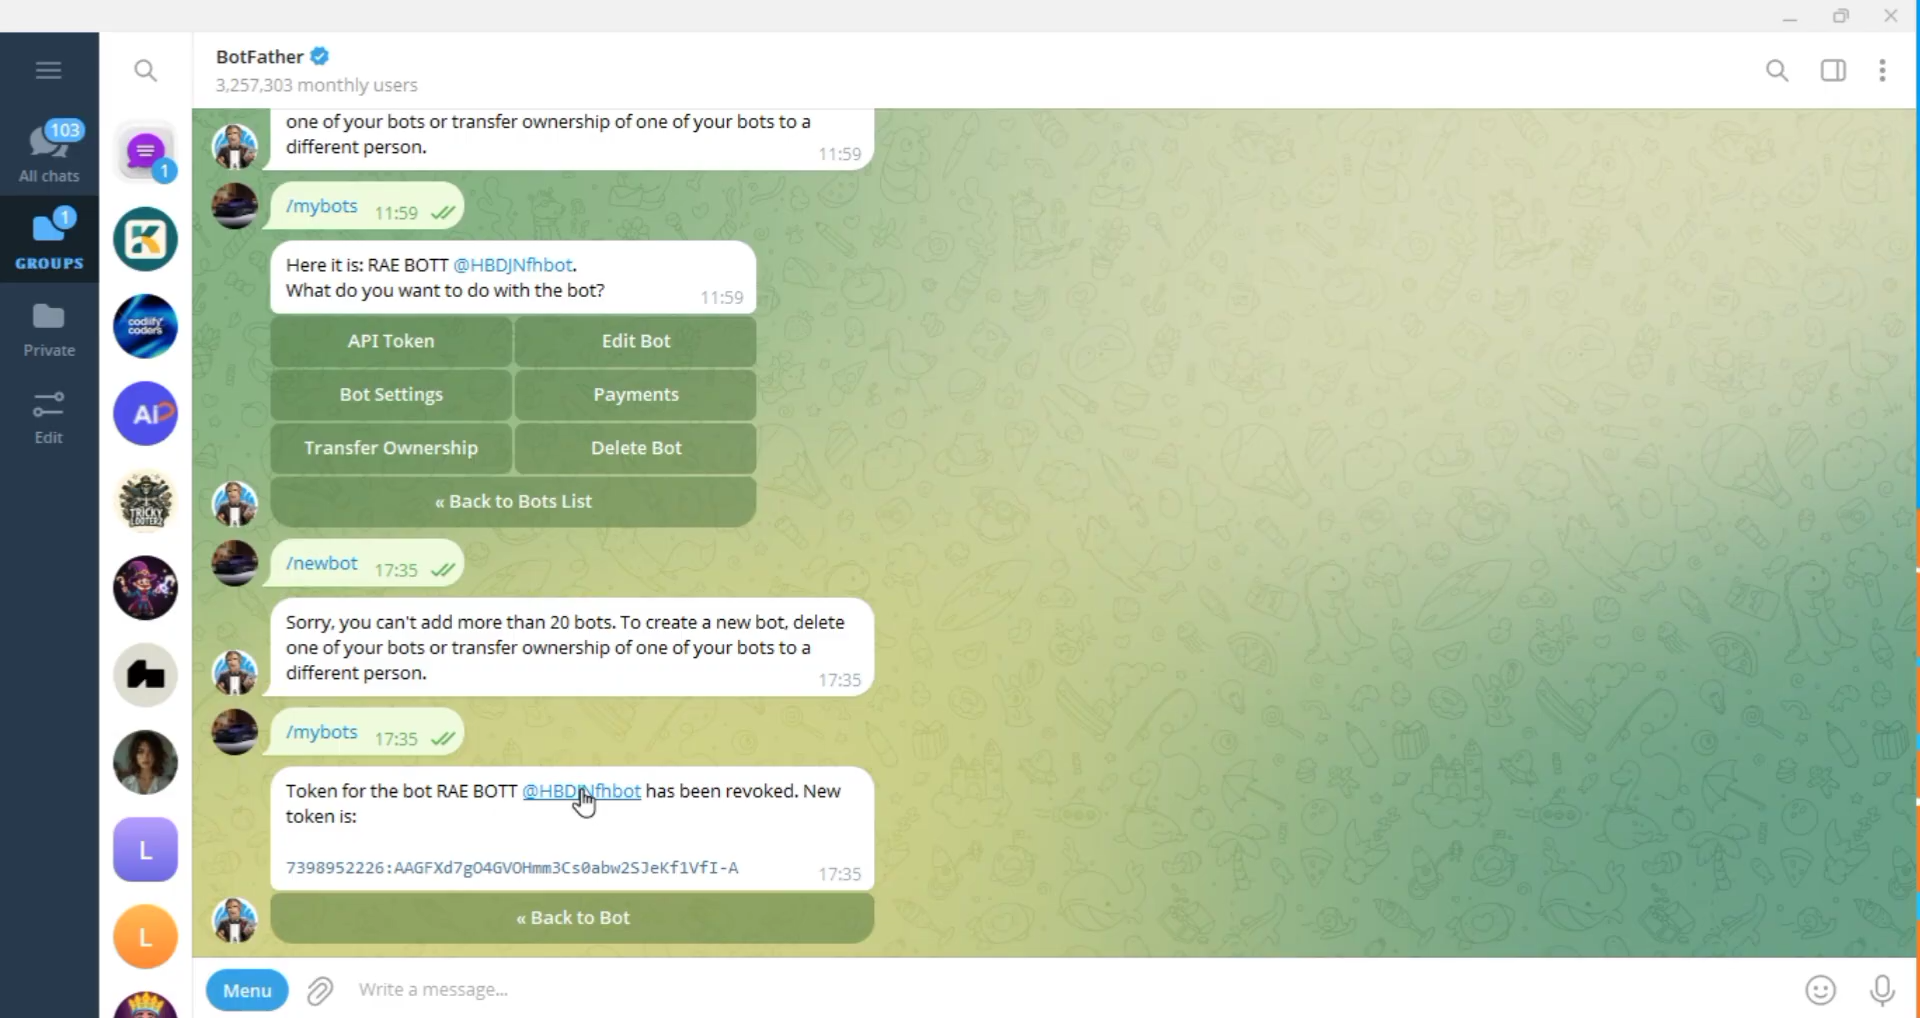 BotFather
3,257,303 monthly users
103
All chats
1
GROUPS
Private
Edit
1
K
codiify
coders
AI
TRICKY
LOOTERZ
L
L
one of your bots or transfer ownership of one of your bots to a
different person.
11:59
/mybots 11:59
Here it is: RAE BOTT @HBDJNfhbot.
What do you want to do with the bot?
11:59
API Token Edit Bot
Bot Settings Payments
Transfer Ownership Delete Bot
« Back to Bots List
/newbot 17:35
Sorry, you can't add more than 20 bots. To create a new bot, delete
one of your bots or transfer ownership of one of your bots to a
different person.
17:35
/mybots 17:35
Token for the bot RAE BOTT @HBDJNfhbot has been revoked. New
token is:
7398952226:AAGFXd7gO4GVOHmm3Cs0abw2SJeKf1VfI-A
17:35
« Back to Bot
Menu
Write a message...